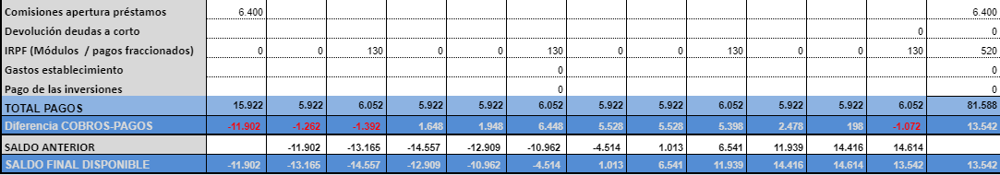 Comisiones apertura préstamos 6.400 6.400
Devolución deudas a corto 0 0
IRPF (Módulos / pagos fraccionados) 0 0 130 0 0 130 0 0 130 0 0 130 520
Gastos establecimiento 0 0
Pago de las inversiones 0 0
TOTAL PAGOS 15.922 5.922 6.052 5.922 5.922 6.052 5.922 5.922 6.052 5.922 5.922 6.052 81.588
Diferencia COBROS-PAGOS -11.902 -1.262 -1.392 1.648 1.948 6.448 5.528 5.528 5.398 2.478 198 -1.072 13.542
SALDO ANTERIOR -11.902 -13.165 -14.557 -12.909 -10.962 -4.514 1.013 6.541 11.939 14.416 14.614
SALDO FINAL DISPONIBLE -11.902 -13.165 -14.557 -12.909 -10.962 -4.514 1.013 6.541 11.939 14.416 14.614 13.542 13.542